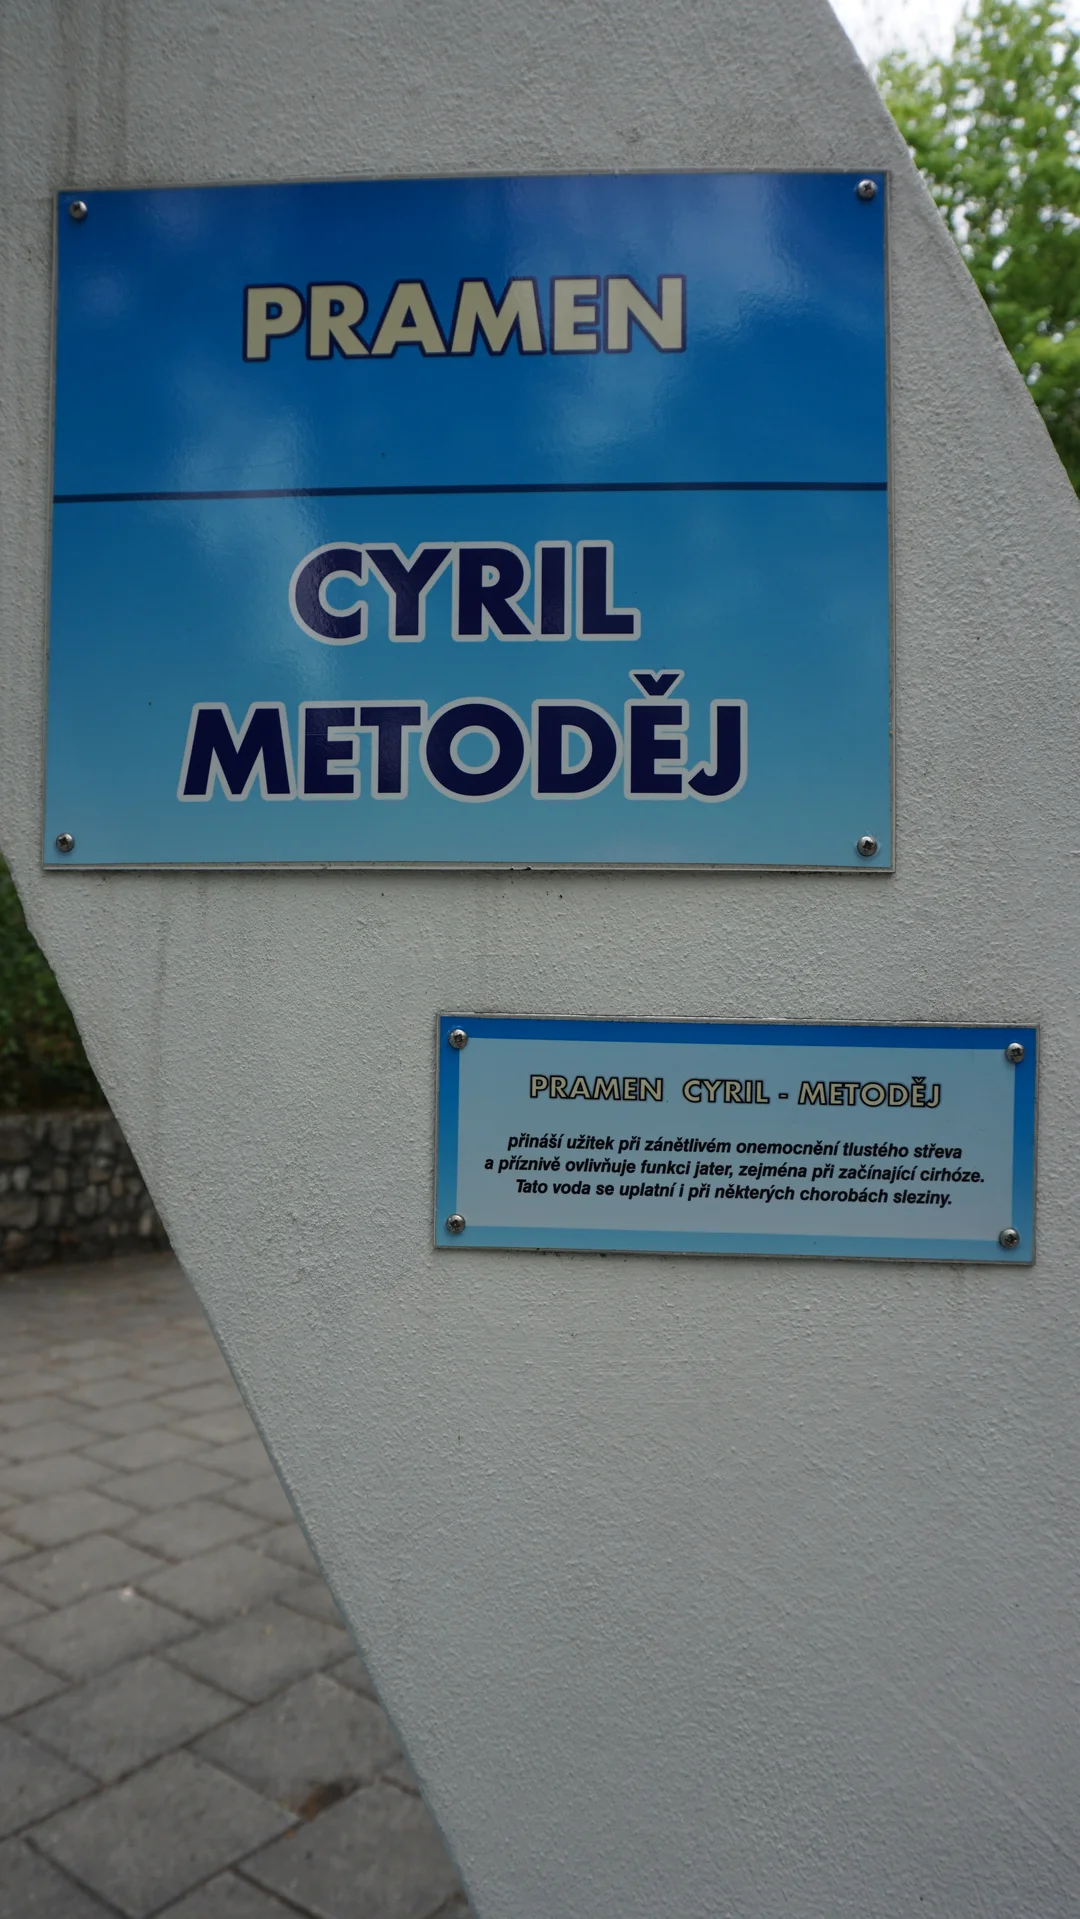 PRAMEN
CYRIL
METODĚJ
PRAMEN CYRIL - METODĚJ
přináší užitek při zánětlivém onemocnění tlustého střeva
a příznivě ovlivňuje funkci jater, zejména při začínající cirhóze.
Tato voda se uplatní i při některých chorobách sleziny.